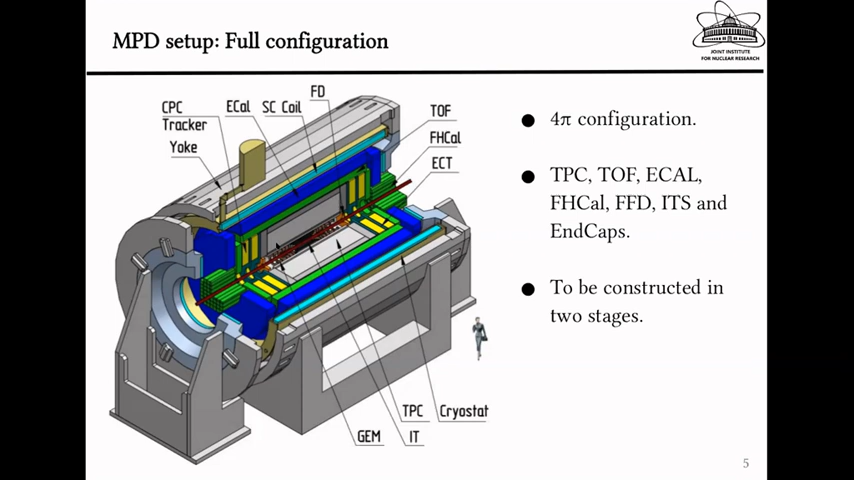 MPD setup: Full configuration
JOINT INSTITUTE
FOR NUCLEAR RESEARCH
FD
CPC
Tracker
ECal
SC Coil
TOF
Yoke
FHCal
ECT
TPC
Cryostat
GEM
IT
● 4π configuration.
● TPC, TOF, ECAL,
FHCal, FFD, ITS and
EndCaps.
● To be constructed in
two stages.
5